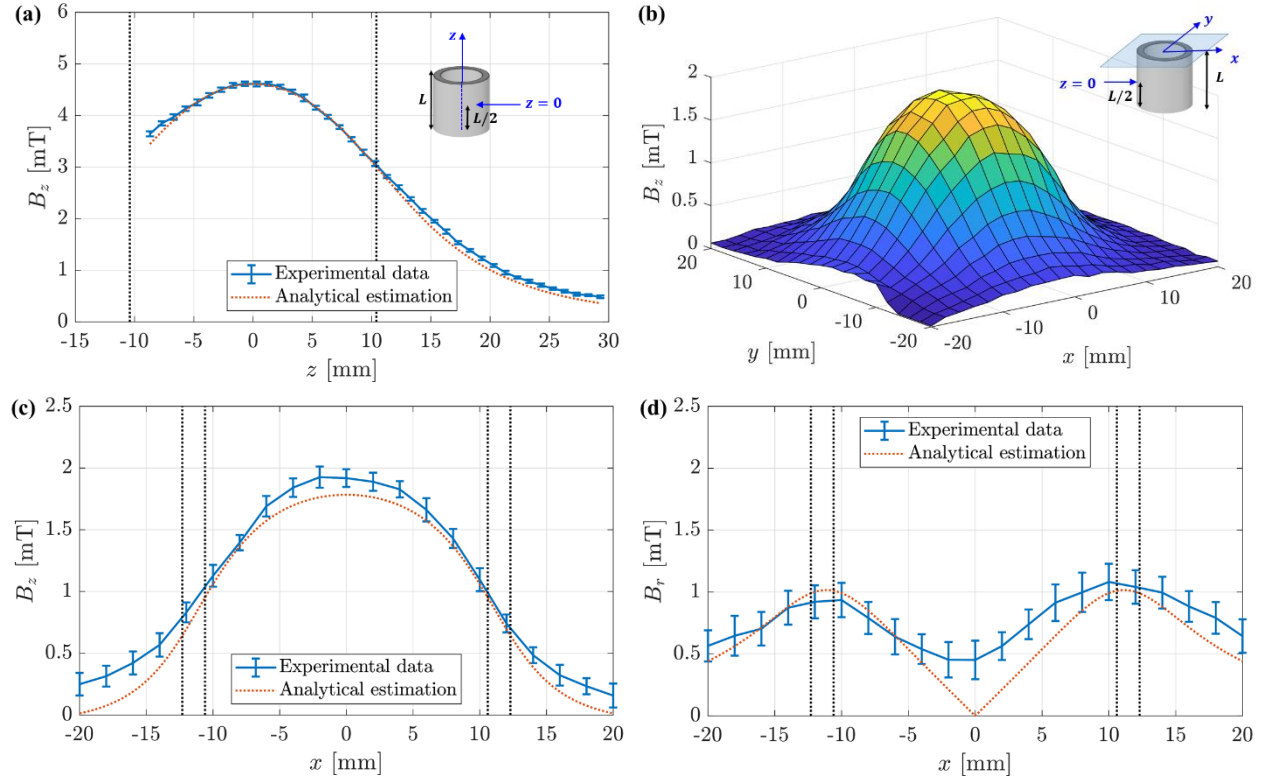 (a)
6
5
4
3
2
1
0
B_z [mT]
-15 -10 -5 0 5 10 15 20 25 30
z [mm]
z
L
z = 0
L/2
Experimental data
Analytical estimation
(b)
2
1.5
1
0.5
0
B_z [mT]
20 10 0 -10 -20
y [mm]
-20 -10 0 10 20
x [mm]
y
x
z = 0
L
L/2
(c)
2.5
2
1.5
1
0.5
0
B_z [mT]
-20 -15 -10 -5 0 5 10 15 20
x [mm]
Experimental data
Analytical estimation
(d)
2.5
2
1.5
1
0.5
0
B_r [mT]
-20 -15 -10 -5 0 5 10 15 20
x [mm]
Experimental data
Analytical estimation